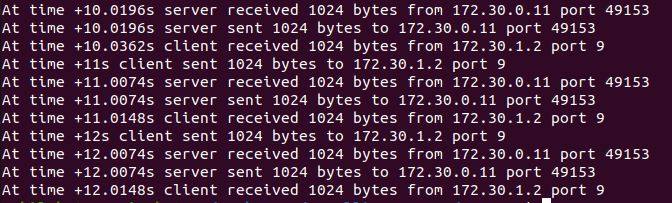 At time +10.0196s server received 1024 bytes from 172.30.0.11 port 49153
At time +10.0196s server sent 1024 bytes to 172.30.0.11 port 49153
At time +10.0362s client received 1024 bytes from 172.30.1.2 port 9
At time +11s client sent 1024 bytes to 172.30.1.2 port 9
At time +11.0074s server received 1024 bytes from 172.30.0.11 port 49153
At time +11.0074s server sent 1024 bytes to 172.30.0.11 port 49153
At time +11.0148s client received 1024 bytes from 172.30.1.2 port 9
At time +12s client sent 1024 bytes to 172.30.1.2 port 9
At time +12.0074s server received 1024 bytes from 172.30.0.11 port 49153
At time +12.0074s server sent 1024 bytes to 172.30.0.11 port 49153
At time +12.0148s client received 1024 bytes from 172.30.1.2 port 9